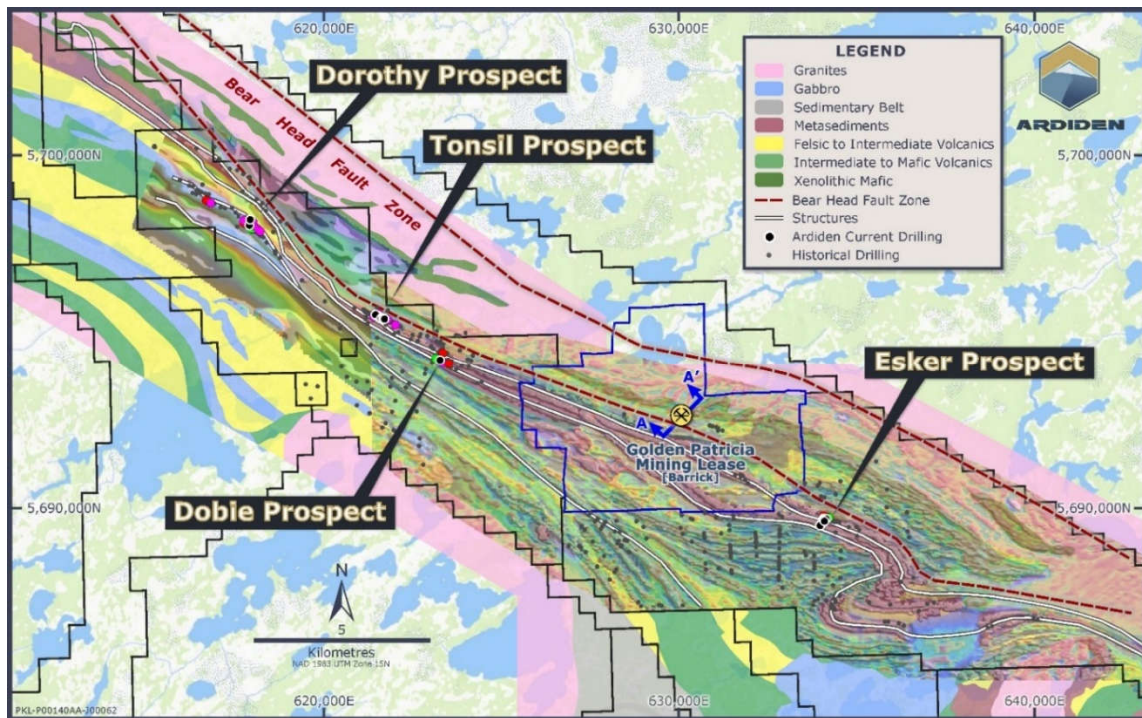 620,000E
630,000E
640,000E
LEGEND
Granites
Gabbro
Sedimentary Belt
Metasediments
Felsic to Intermediate Volcanics
Intermediate to Mafic Volcanics
Xenolithic Mafic
Bear Head Fault Zone
Structures
Ardiden Current Drilling
Historical Drilling
ARDIDEN
Dorothy Prospect
Bear Head Fault Zone
Tonsil Prospect
5,700,000N
5,700,000N
Esker Prospect
A'
A
Golden Patricia
Mining Lease
[Barrick]
Dobie Prospect
5,690,000N
5,690,000N
N
5
Kilometres
NAD 1983 UTM Zone 15N
PKL-P00140AA-J00062
620,000E
630,000E
640,000E